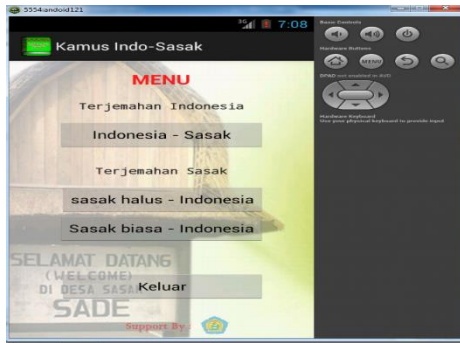 5554:andoid121
3G 7:08
Kamus Indo-Sasak
MENU
Terjemahan Indonesia
Indonesia - Sasak
Terjemahan Sasak
sasak halus - Indonesia
Sasak biasa - Indonesia
SELAMAT DATANG
(WELCOME)
DI DESA SASAK
Keluar
SADE
Support By :
Basic Controls
Hardware Buttons
MENU
DPAD not enabled in AVD
Hardware Keyboard
Use your physical keyboard to provide input